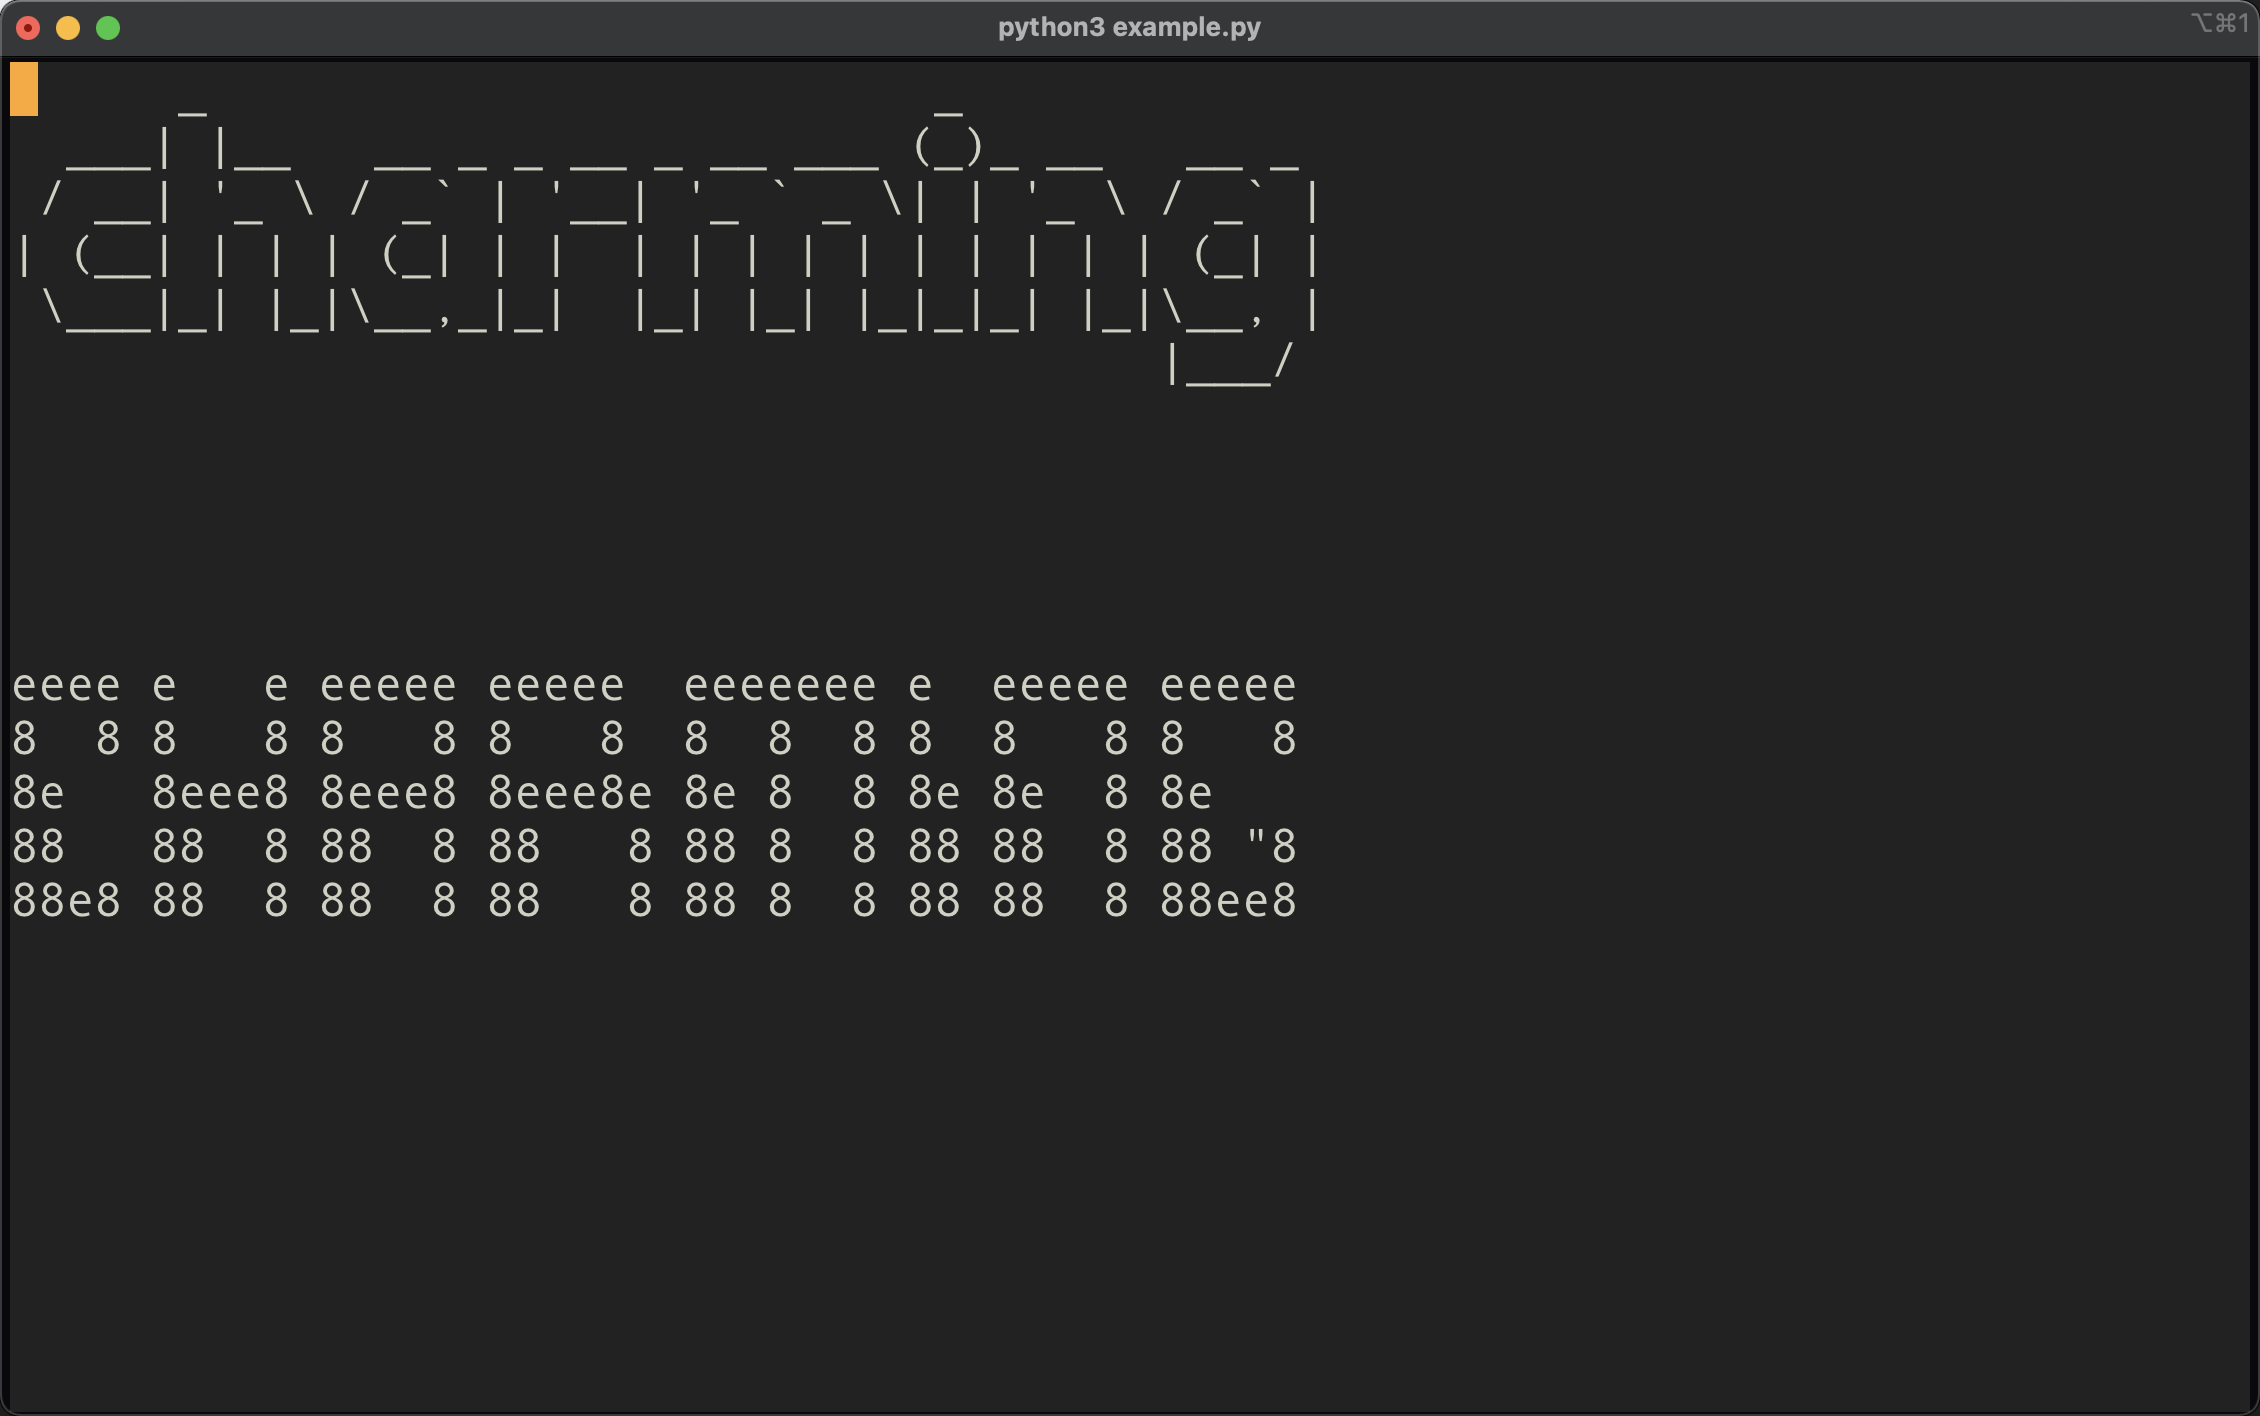 python3 example.py
⌥⌘1
      _                          _
  ___| |__   __ _ _ __ _ __ ___ (_)_ __   __ _
 / __| '_ \ / _` | '__| '_ ` _ \| | '_ \ / _` |
| (__| | | | (_| | |  | | | | | | | | | | (_| |
 \___|_| |_|\__,_|_|  |_| |_| |_|_|_| |_|\__, |
                                         |___/
eeee e   e eeeee eeeee  eeeeeee e  eeeee eeeee
8  8 8   8 8   8 8   8  8  8  8 8  8   8 8   8
8e   8eee8 8eee8 8eee8e 8e 8  8 8e 8e  8 8e
88   88  8 88  8 88   8 88 8  8 88 88  8 88 "8
88e8 88  8 88  8 88   8 88 8  8 88 88  8 88ee8